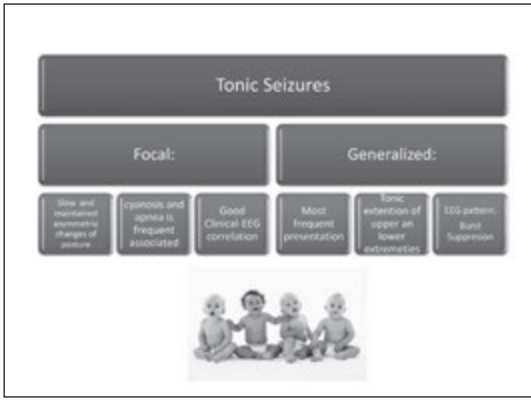 Tonic Seizures
Focal:
Generalized:
Slow and
maintained
asymmetric
changes of
posture
cyanosis and
apnea is
frequent
associated
Good
Clinical EEG
correlation
Most
frequent
presentation
Tonic
extention of
upper an
lower
extremeties
EEG pattern:
Burst
Suppresion